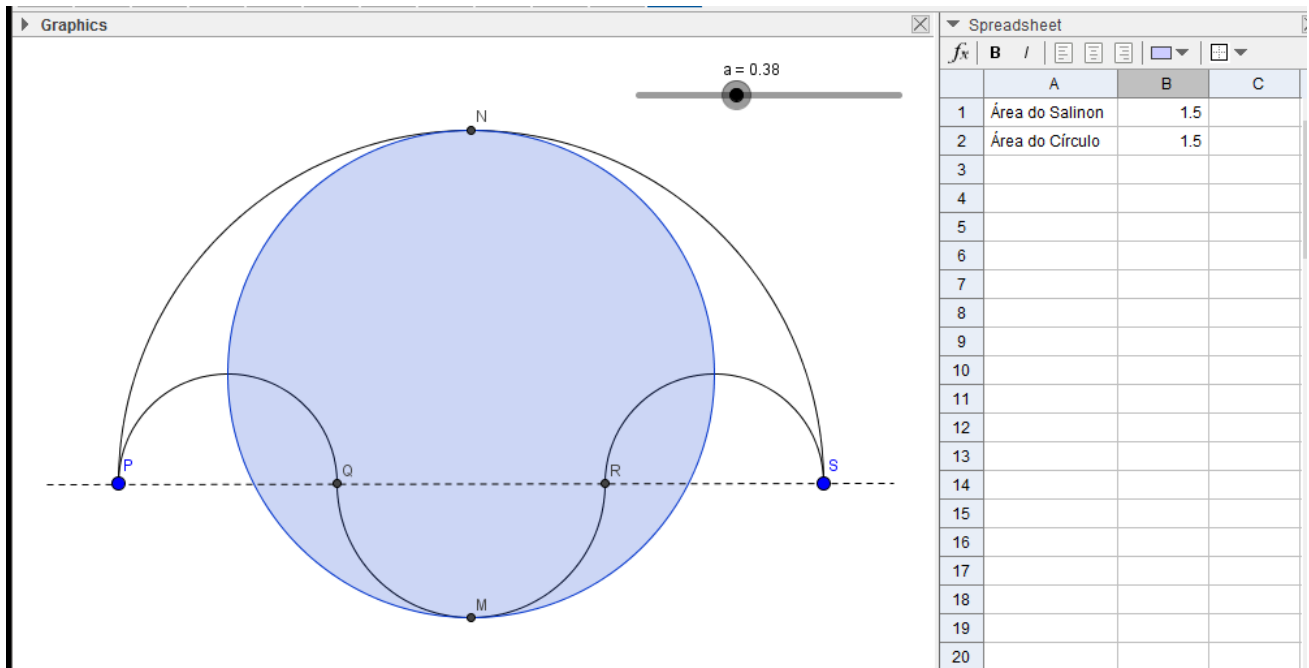 Graphics
a = 0.38
N
P
Q
R
S
M
Spreadsheet
fx B I
A B C
1 Área do Salinon 1.5
2 Área do Círculo 1.5
3
4
5
6
7
8
9
10
11
12
13
14
15
16
17
18
19
20